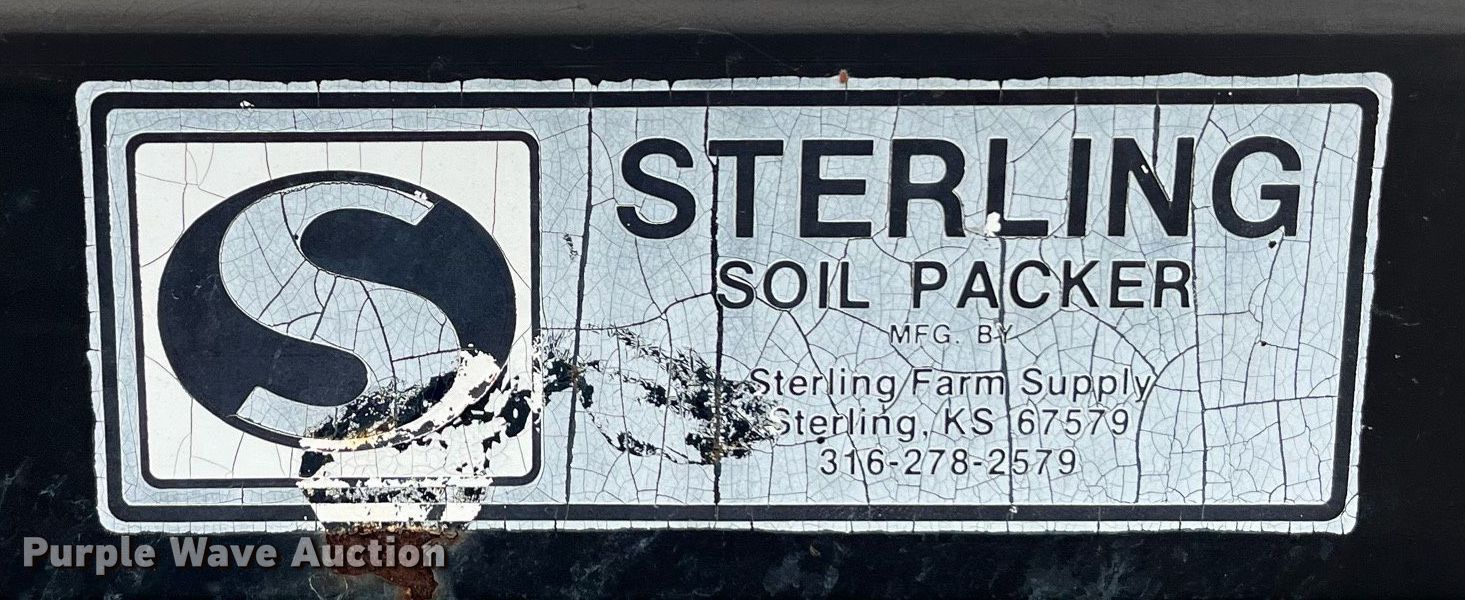 S
STERLING
SOIL PACKER
MFG. BY
Sterling Farm Supply
Sterling, KS 67579
316-278-2579
Purple Wave Auction